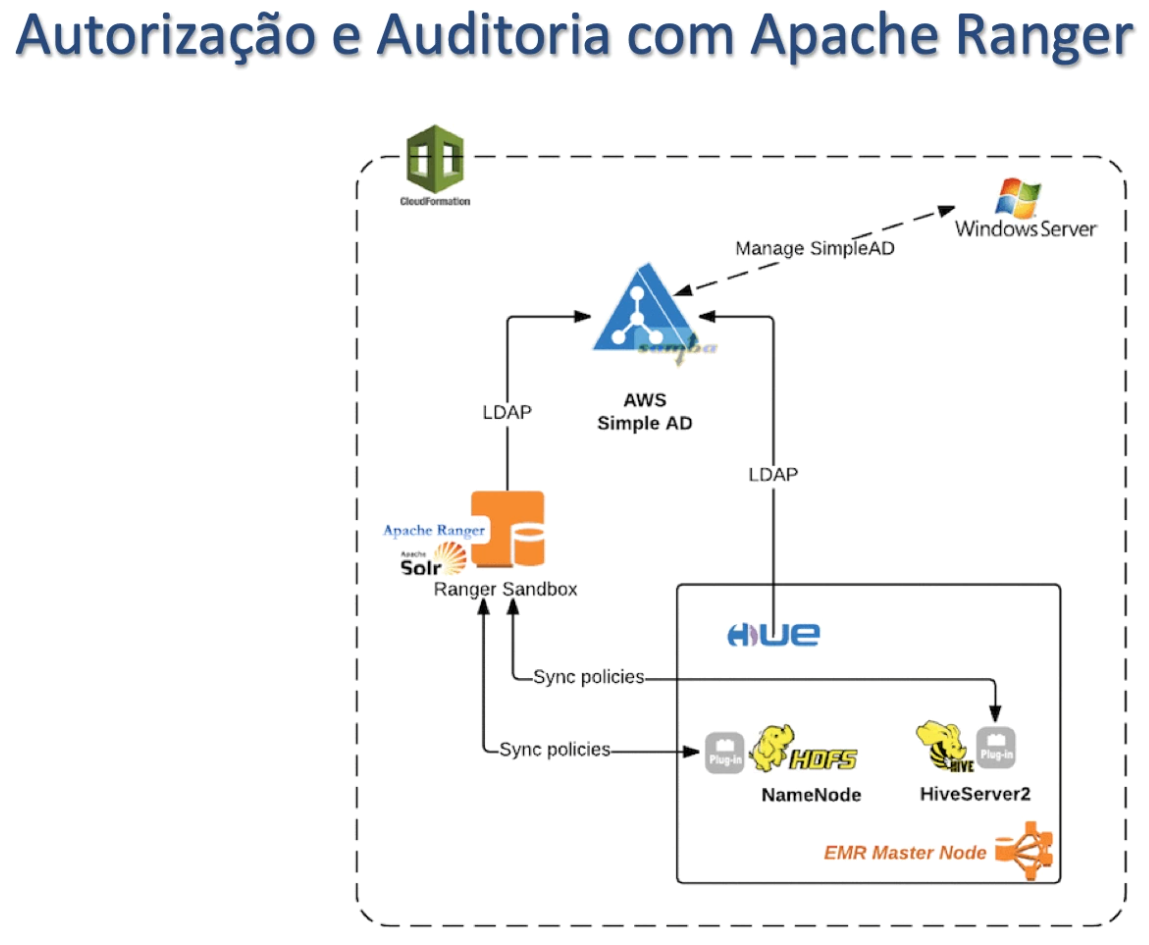 Autorização e Auditoria com Apache Ranger
CloudFormation
Windows Server
Manage SimpleAD
samba
AWS
Simple AD
LDAP
LDAP
Apache Ranger
Apache
Solr
Ranger Sandbox
HUE
Sync policies
Sync policies
Plug-in
HDFS
HIVE
Plug-in
NameNode
HiveServer2
EMR Master Node